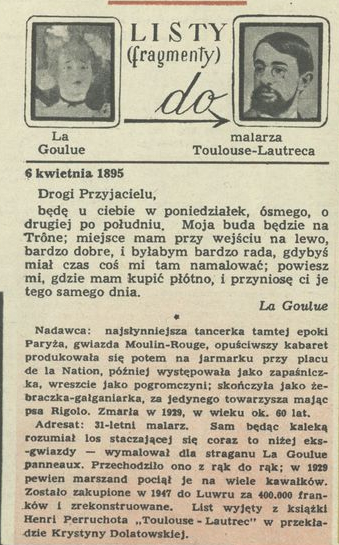 LISTY
(fragmenty)
do
La
Goulue
malarza
Toulouse-Lautreca
6 kwietnia 1895
Drogi Przyjacielu,
będę u ciebie w poniedziałek, ósmego, o
drugiej po południu. Moja buda będzie na
Trône; miejsce mam przy wejściu na lewo,
bardzo dobre, i byłabym bardzo rada, gdybyś
miał czas coś mi tam namalować; powiesz
mi, gdzie mam kupić płótno, i przyniosę ci je
tego samego dnia.
La Goulue
*
Nadawca: najsłynniejsza tancerka tamtej epoki
Paryża, gwiazda Moulin-Rouge, opuściwszy kabaret
produkowała się potem na jarmarku przy placu
de la Nation, później występowała jako zapaśnicz-
ka, wreszcie jako pogromczyni; skończyła jako że-
braczka-gałganiarka, za jedynego towarzysza mając
psa Rigolo. Zmarła w 1929, w wieku ok. 60 lat.
Adresat: 31-letni malarz. Sam będąc kaleką
rozumiał los staczającej się coraz to niżej eks-
-gwiazdy — wymalował dla straganu La Goulue
panneaux. Przechodziło ono z rąk do rąk; w 1929
pewien marszand pociął je na wiele kawałków.
Zostało zakupione w 1947 do Luwru za 400.000 fran-
ków i zrekonstruowane. List wyjęty z książki
Henri Perruchota „Toulouse-Lautrec" w przekła-
dzie Krystyny Dolatowskiej.